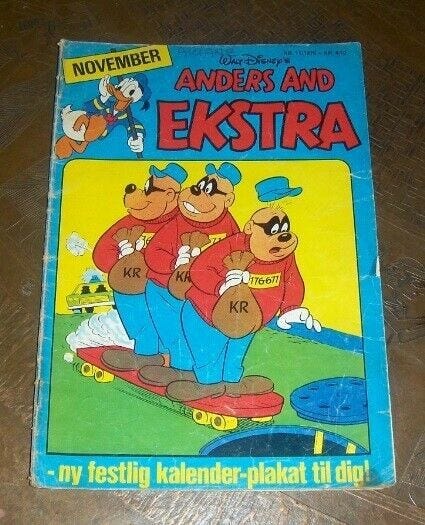 NOVEMBER
WALT DISNEY'S
ANDERS AND
EKSTRA
KR
KR
KR
176-671
- ny festlig kalender-plakat til dig!